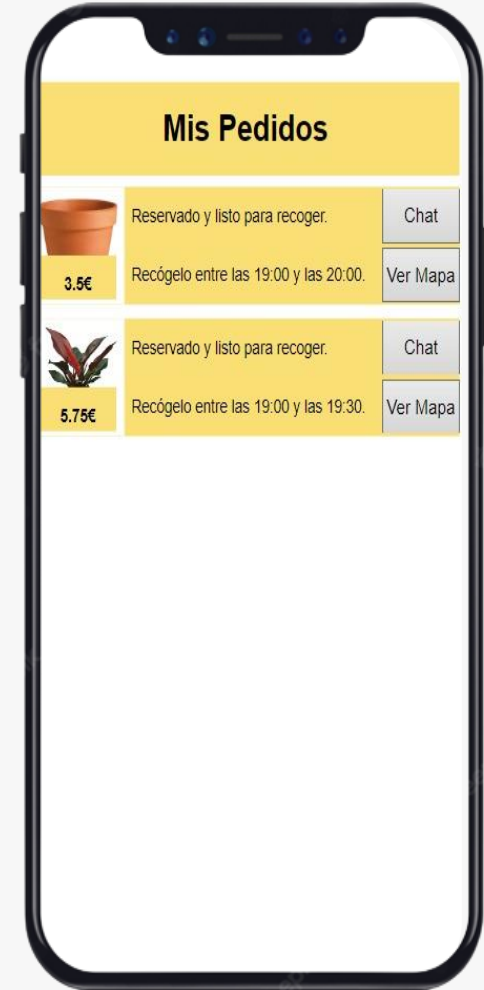 Mis Pedidos
Reservado y listo para recoger.
Chat
3.5€
Recógelo entre las 19:00 y las 20:00.
Ver Mapa
Reservado y listo para recoger.
Chat
5.75€
Recógelo entre las 19:00 y las 19:30.
Ver Mapa